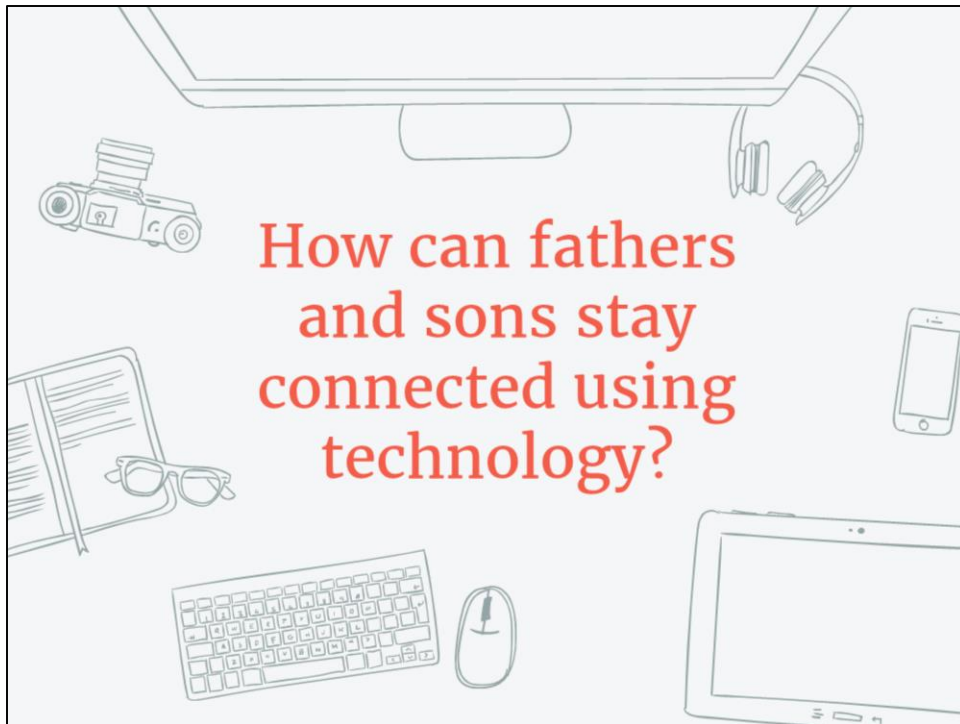 How can fathers
and sons stay
connected using
technology?